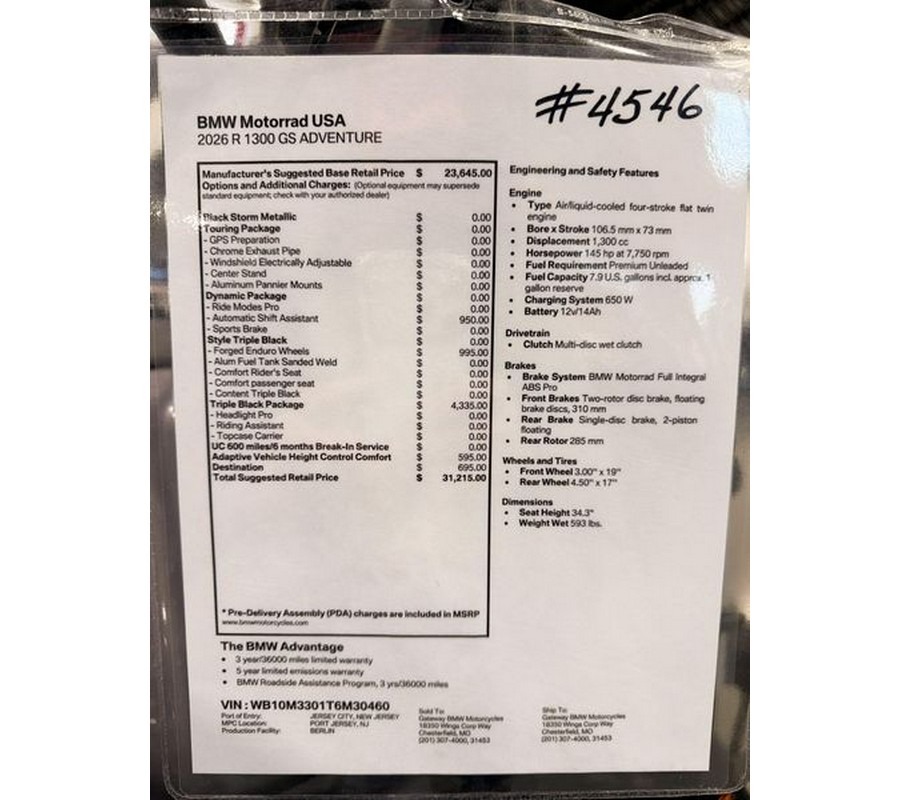 #4546
BMW Motorrad USA
2026 R 1300 GS ADVENTURE
Manufacturer's Suggested Base Retail Price $ 23,645.00
Options and Additional Charges: (Optional equipment may supersede
standard equipment; check with your authorized dealer)
Black Storm Metallic $ 0.00
Touring Package $ 0.00
- GPS Preparation $ 0.00
- Chrome Exhaust Pipe $ 0.00
- Windshield Electrically Adjustable $ 0.00
- Center Stand $ 0.00
- Aluminum Pannier Mounts $ 0.00
Dynamic Package $ 0.00
- Ride Modes Pro $ 0.00
- Automatic Shift Assistant $ 950.00
- Sports Brake $ 0.00
Style Triple Black $ 0.00
- Forged Enduro Wheels $ 995.00
- Alum Fuel Tank Sanded Weld $ 0.00
- Comfort Rider's Seat $ 0.00
- Comfort passenger seat $ 0.00
- Content Triple Black $ 0.00
Triple Black Package $ 4,335.00
- Headlight Pro $ 0.00
- Riding Assistant $ 0.00
- Topcase Carrier $ 0.00
UC 600 miles/6 months Break-In Service $ 0.00
Adaptive Vehicle Height Control Comfort $ 595.00
Destination $ 695.00
Total Suggested Retail Price $ 31,215.00
* Pre-Delivery Assembly (PDA) charges are included in MSRP
www.bmwmotorcycles.com
Engineering and Safety Features
Engine
• Type Air/liquid-cooled four-stroke flat twin
engine
• Bore x Stroke 106.5 mm x 73 mm
• Displacement 1,300 cc
• Horsepower 145 hp at 7,750 rpm
• Fuel Requirement Premium Unleaded
• Fuel Capacity 7.9 U.S. gallons incl. approx. 1
gallon reserve
• Charging System 650 W
• Battery 12v/14Ah
Drivetrain
• Clutch Multi-disc wet clutch
Brakes
• Brake System BMW Motorrad Full Integral
ABS Pro
• Front Brakes Two-rotor disc brake, floating
brake discs, 310 mm
• Rear Brake Single-disc brake, 2-piston
floating
• Rear Rotor 285 mm
Wheels and Tires
• Front Wheel 3.00" x 19"
• Rear Wheel 4.50" x 17"
Dimensions
• Seat Height 34.3"
• Weight Wet 593 lbs.
The BMW Advantage
• 3 year/36000 miles limited warranty
• 5 year limited emissions warranty
• BMW Roadside Assistance Program, 3 yrs/36000 miles
VIN : WB10M3301T6M30460
Port of Entry: JERSEY CITY, NEW JERSEY
MPC Location: PORT JERSEY, NJ
Production Facility: BERLIN
Sold To:
Gateway BMW Motorcycles
18350 Wings Corp Way
Chesterfield, MO
(201) 307-4000, 31453
Ship To:
Gateway BMW Motorcycles
18350 Wings Corp Way
Chesterfield, MO
(201) 307-4000, 31453